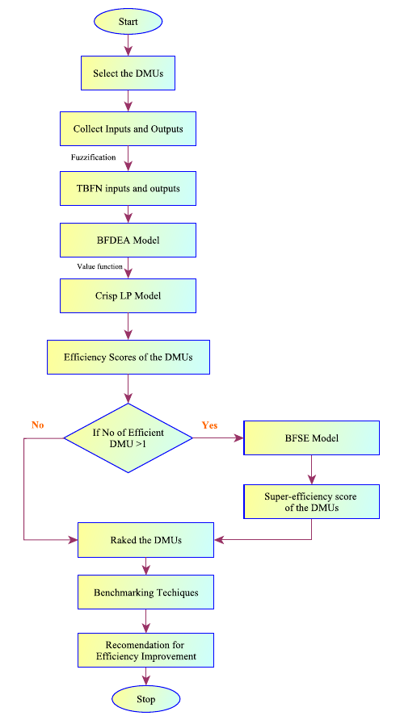 Start
Select the DMUs
Collect Inputs and Outputs
Fuzzification
TBFN inputs and outputs
BFDEA Model
Value function
Crisp LP Model
Efficiency Scores of the DMUs
No
If No of Efficient
DMU >1
Yes
BFSE Model
Super-efficiency score
of the DMUs
Raked the DMUs
Benchmarking Techiques
Recomendation for
Efficiency Improvement
Stop